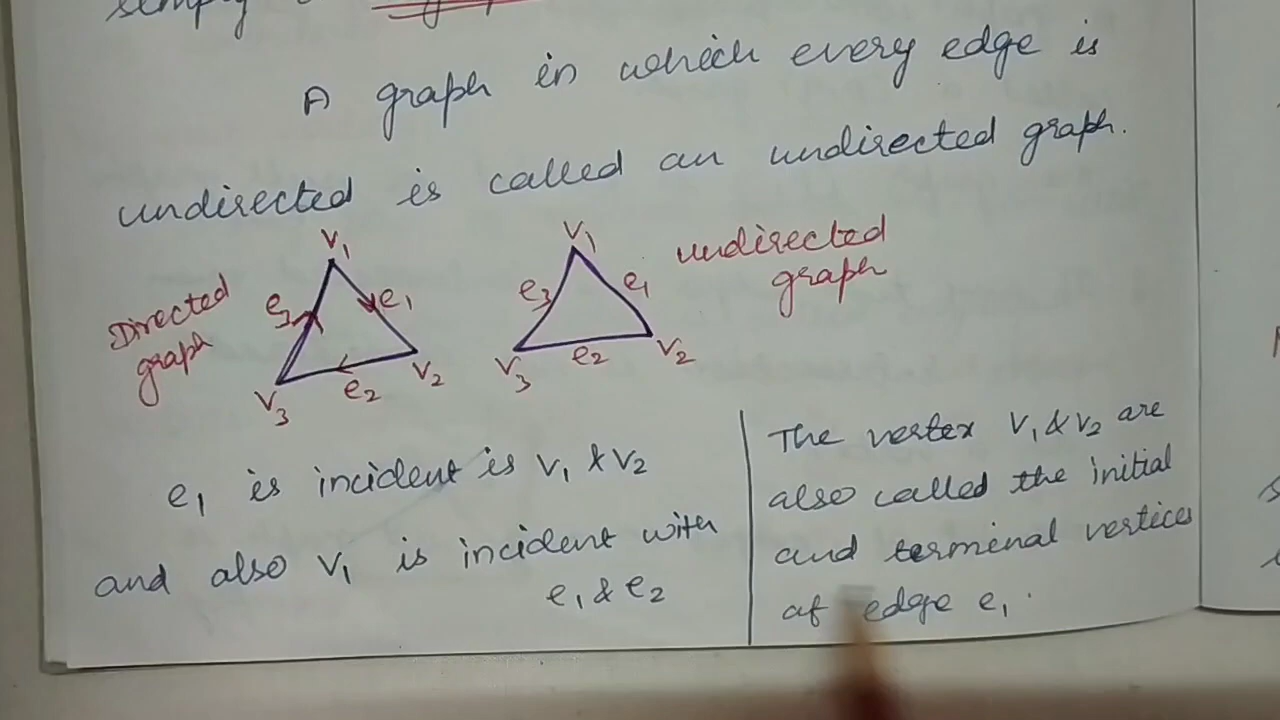 simply
A graph in which every edge is
undirected is called an undirected graph.
Directed
graph
V₁
e₃
e₁
V₃
e₂
V₂
V₁
e₃
e₁
V₃
e₂
V₂
undirected
graph
e₁ is incident is V₁ & V₂
and also V₁ is incident with
e₁ & e₂
The vertex V₁ & V₂ are
also called the initial
and terminal vertices
of edge e₁.